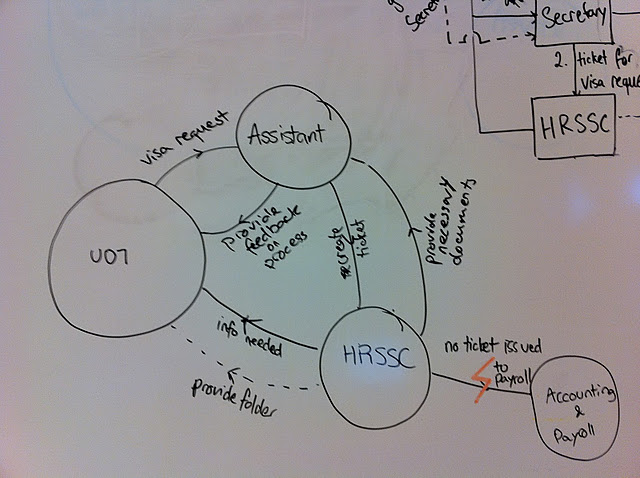 Secretary
2. ticket for
visa reque
HRSSC
visa request
Assistant
provide
feedback
on
process
UOT
create
ticket
provide
necessary
documents
info needed
HRSSC
provide folder
no ticket issued
to
payroll
Accounting
&
Payroll